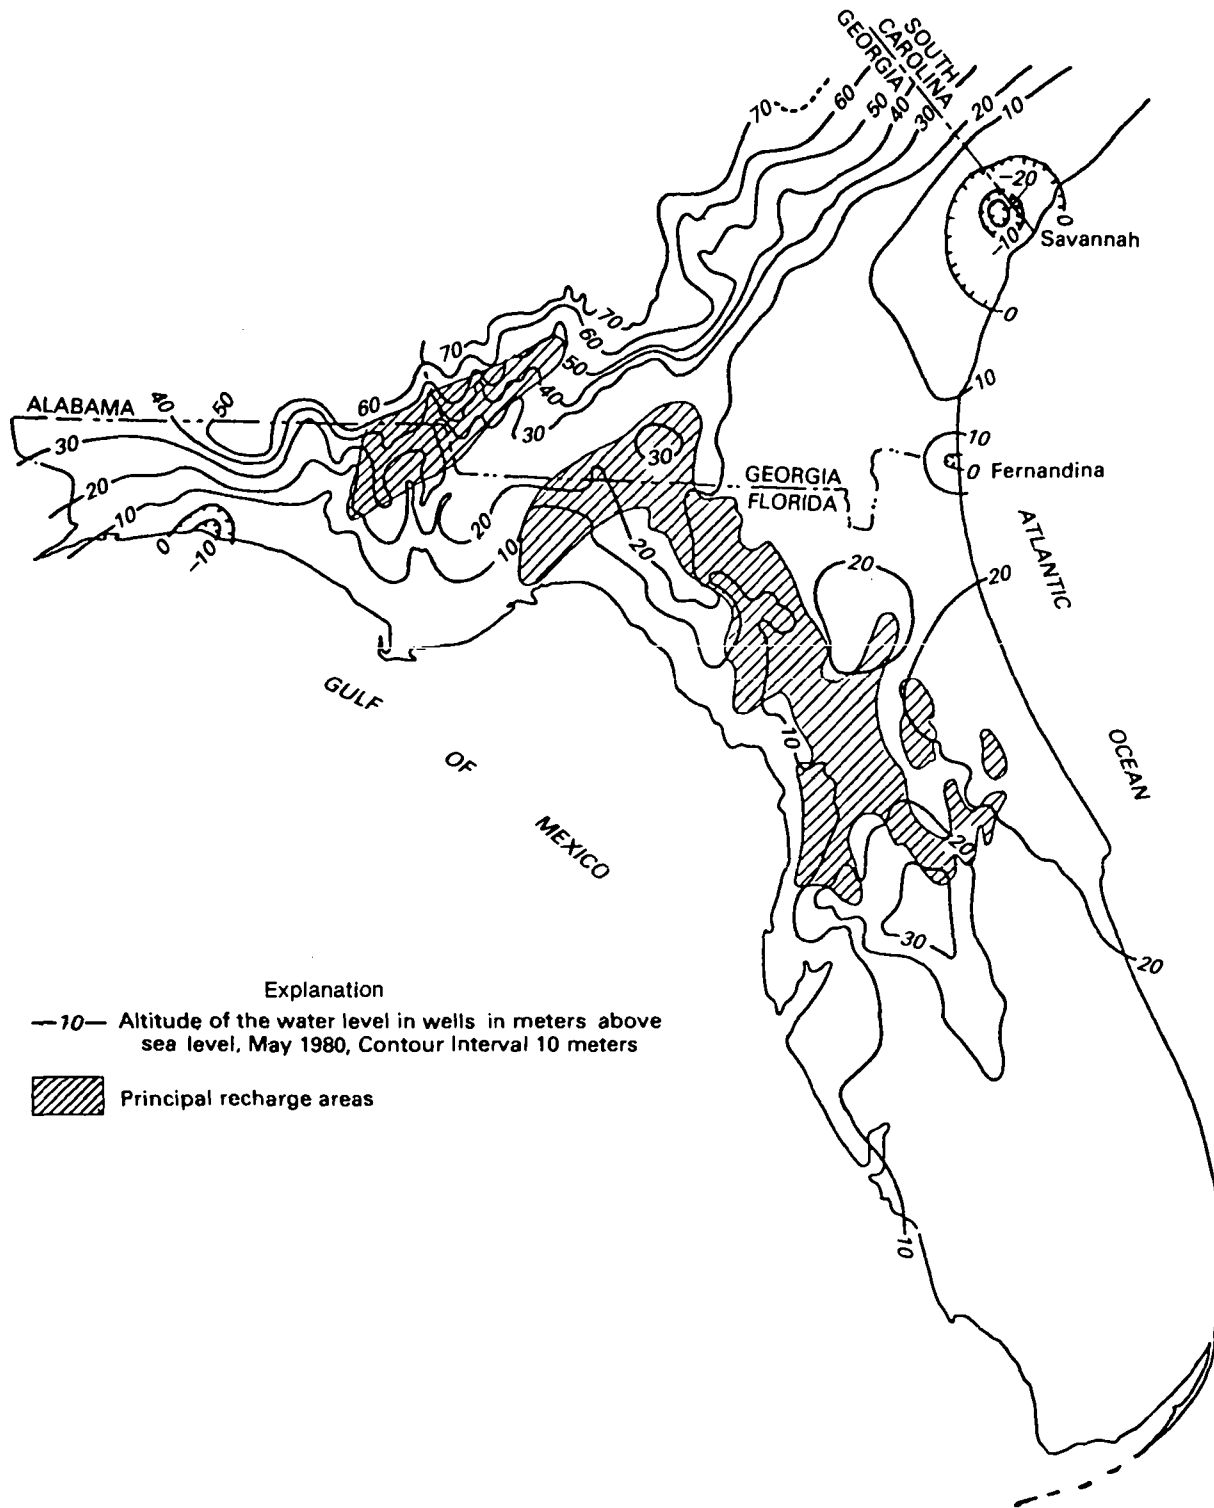 SOUTH
CAROLINA
GEORGIA
70
60
50
40
30
20
10
-20
0
-10
Savannah
0
70
70
60
50
40
30
60
10
ALABAMA
40
50
30
20
10
0
-10
20
10
30
20
GEORGIA
FLORIDA
10
0
Fernandina
ATLANTIC
OCEAN
20
20
10
20
30
20
10
GULF
OF
MEXICO
Explanation
—10— Altitude of the water level in wells in meters above
sea level, May 1980, Contour Interval 10 meters
Principal recharge areas